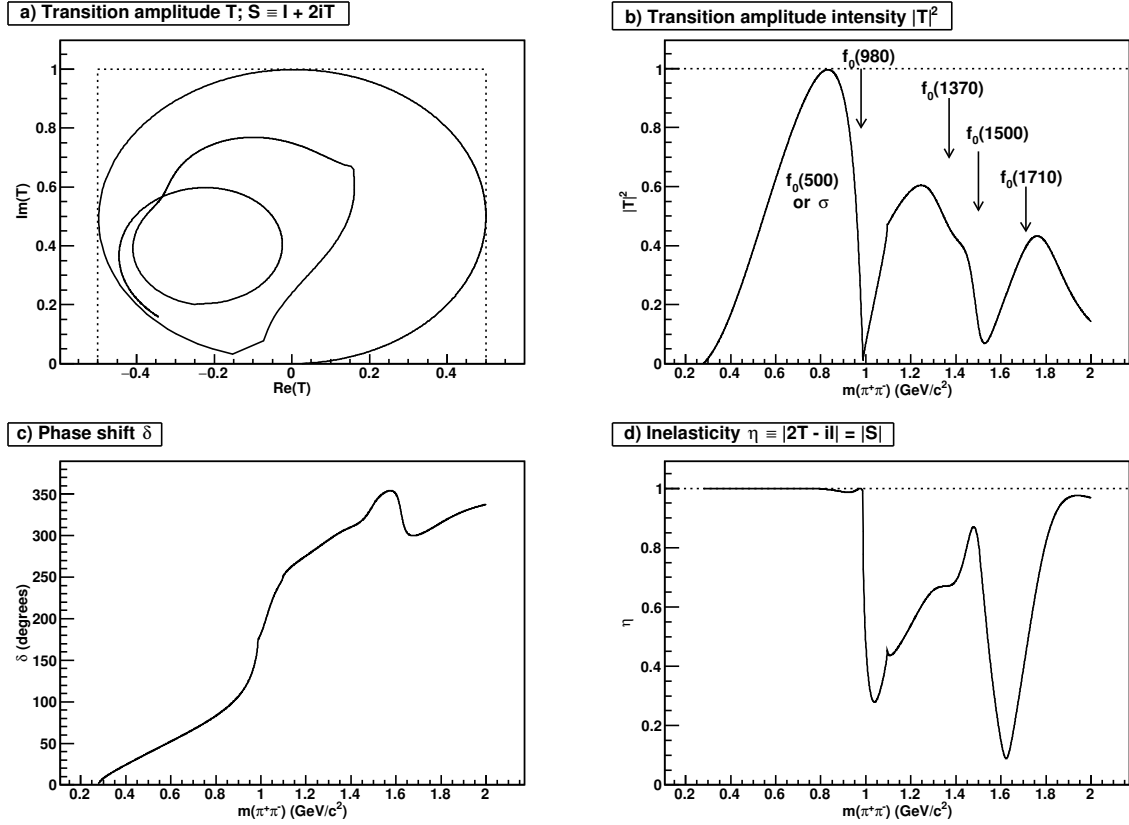 a) Transition amplitude T; S ≡ I + 2iT
Im(T)
1
0.8
0.6
0.4
0.2
0
−0.4 −0.2 0 0.2 0.4
Re(T)
b) Transition amplitude intensity |T|²
|T|²
1
0.8
0.6
0.4
0.2
0
f₀(980)
f₀(1370)
f₀(1500)
f₀(500)
or σ
f₀(1710)
0.2 0.4 0.6 0.8 1 1.2 1.4 1.6 1.8 2
m(π⁺π⁻) (GeV/c²)
c) Phase shift δ
δ (degrees)
350
300
250
200
150
100
50
0
0.2 0.4 0.6 0.8 1 1.2 1.4 1.6 1.8 2
m(π⁺π⁻) (GeV/c²)
d) Inelasticity η ≡ |2T - iI| = |S|
η
1
0.8
0.6
0.4
0.2
0
0.2 0.4 0.6 0.8 1 1.2 1.4 1.6 1.8 2
m(π⁺π⁻) (GeV/c²)